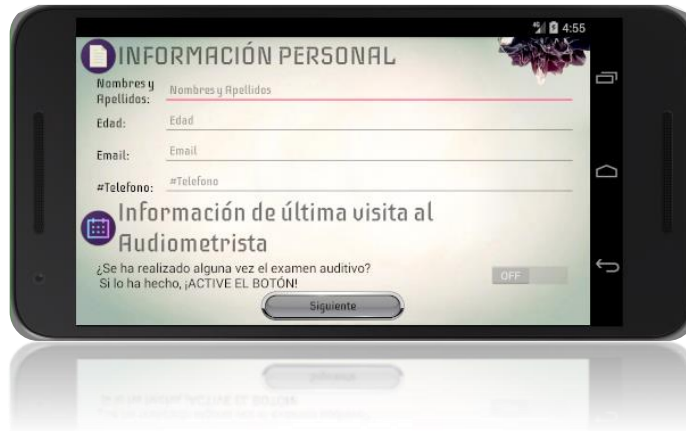 4:55
INFORMACIÓN PERSONAL
Nombres y
Apellidos:
Nombres y Apellidos
Edad:
Edad
Email:
Email
#Telefono:
#Telefono
Información de última visita al
Audiometrista
¿Se ha realizado alguna vez el examen auditivo?
Si lo ha hecho, ¡ACTIVE EL BOTÓN!
OFF
Siguiente